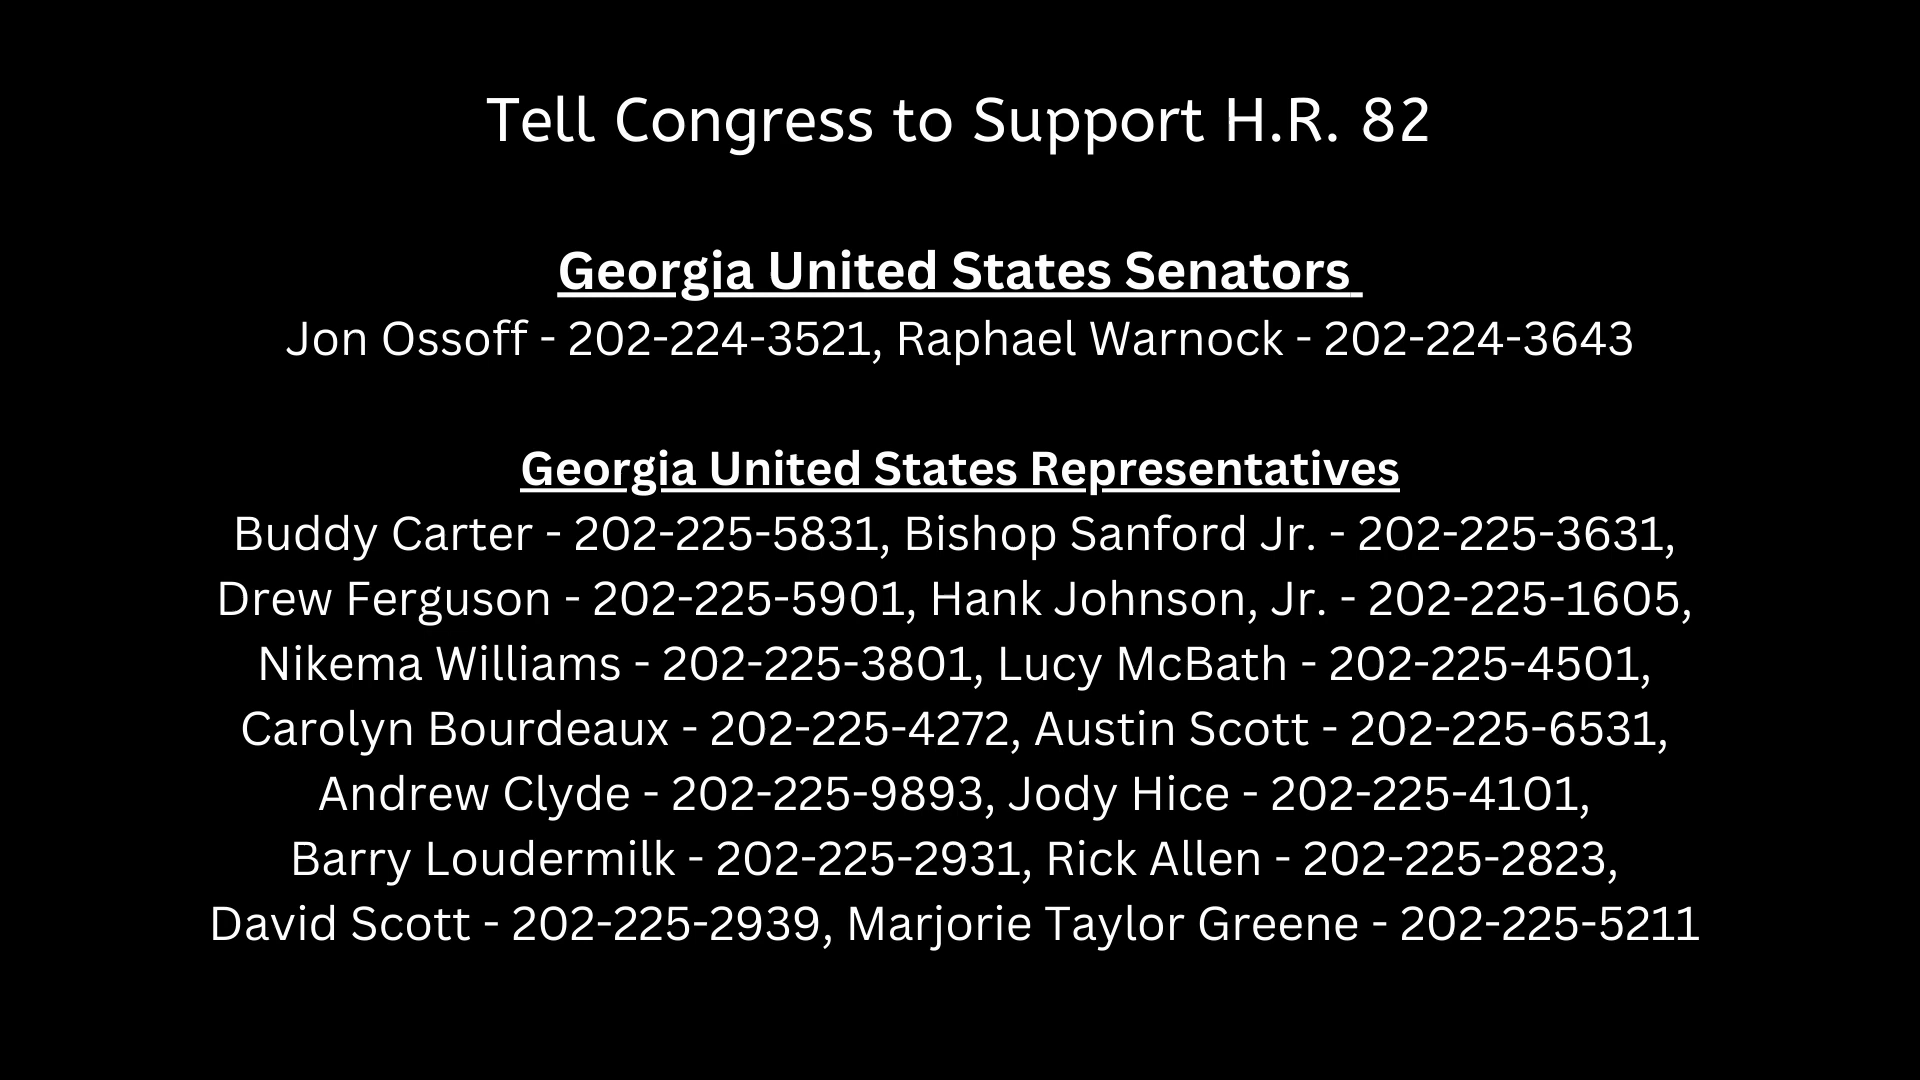 Tell Congress to Support H.R. 82
Georgia United States Senators
Jon Ossoff - 202-224-3521, Raphael Warnock - 202-224-3643
Georgia United States Representatives
Buddy Carter - 202-225-5831, Bishop Sanford Jr. - 202-225-3631,
Drew Ferguson - 202-225-5901, Hank Johnson, Jr. - 202-225-1605,
Nikema Williams - 202-225-3801, Lucy McBath - 202-225-4501,
Carolyn Bourdeaux - 202-225-4272, Austin Scott - 202-225-6531,
Andrew Clyde - 202-225-9893, Jody Hice - 202-225-4101,
Barry Loudermilk - 202-225-2931, Rick Allen - 202-225-2823,
David Scott - 202-225-2939, Marjorie Taylor Greene - 202-225-5211